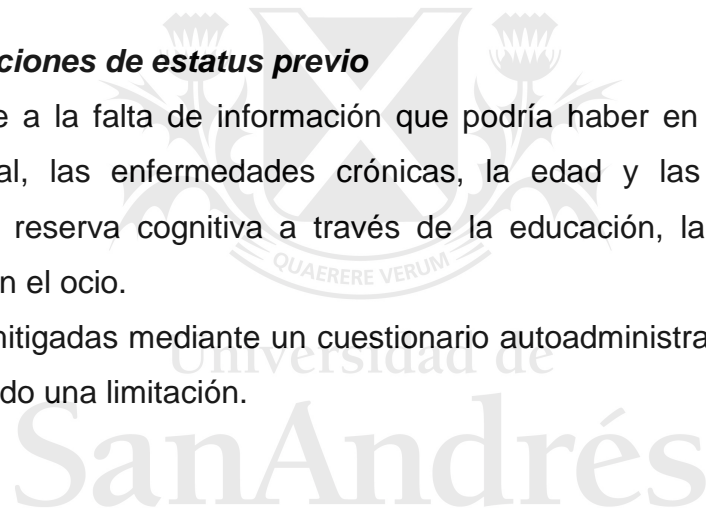 ciones de estatus previo
e a la falta de información que podría haber en
al, las enfermedades crónicas, la edad y las
reserva cognitiva a través de la educación, la
n el ocio.
QUAERERE VERUM
nitigadas mediante un cuestionario autoadministra
Universidad de
do una limitación.
SanAndrés